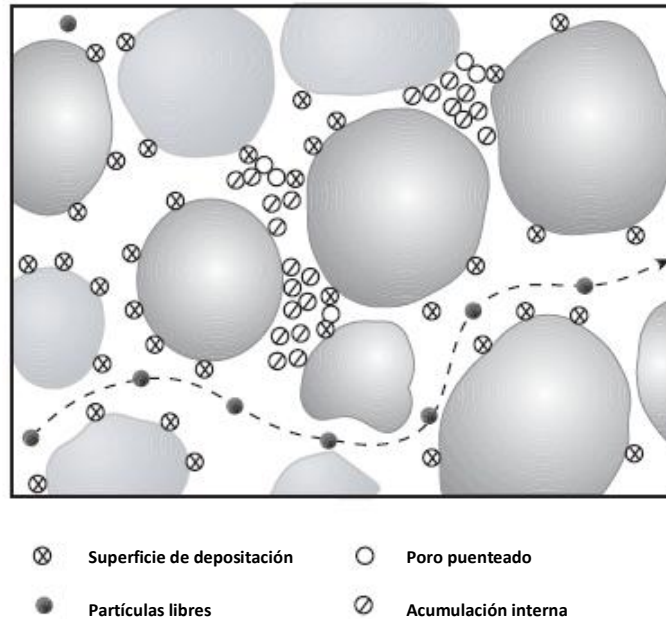 Superficie de depositación
Poro puenteado
Partículas libres
Acumulación interna